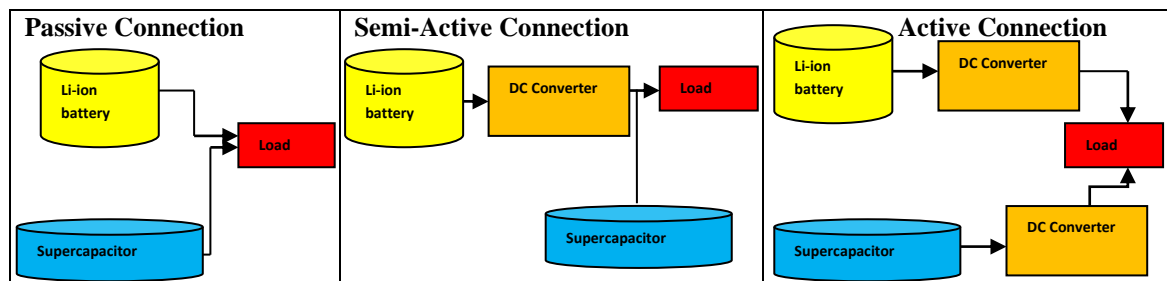 Passive Connection
Li-ion
battery
Load
Supercapacitor
Semi-Active Connection
Li-ion
battery
DC Converter
Load
Supercapacitor
Active Connection
Li-ion
battery
DC Converter
Load
Supercapacitor
DC Converter